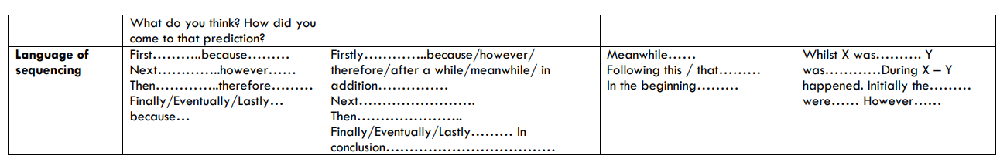 What do you think? How did you
come to that prediction?
Language of
sequencing
First………..because………
Next…………..however……
Then…………..therefore………
Finally/Eventually/Lastly…
because…
Firstly…………..because/however/
therefore/after a while/meanwhile/ in
addition……………
Next…………………….
Then…………………..
Finally/Eventually/Lastly……… In
conclusion………………………………
Meanwhile……
Following this / that………
In the beginning………
Whilst X was………. Y
was…………During X – Y
happened. Initially the………
were…… However……